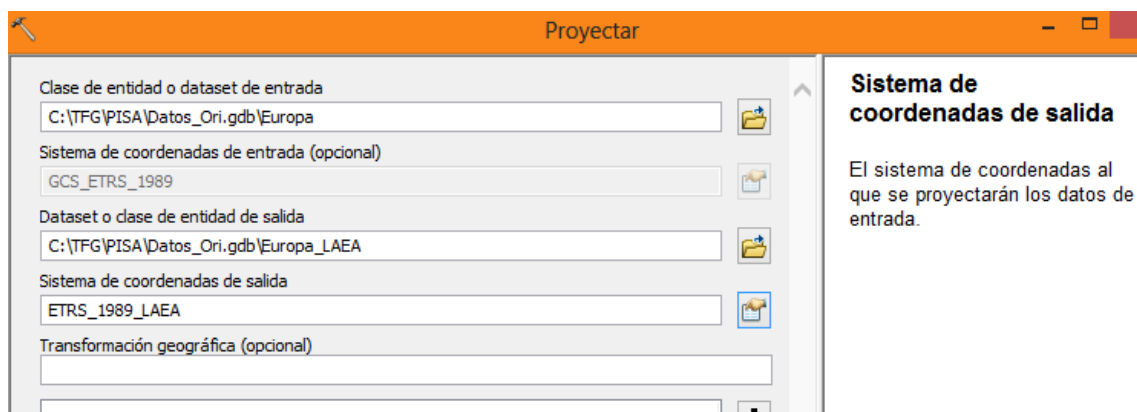 Proyectar
Clase de entidad o dataset de entrada
C:\TFG\PISA\Datos_Ori.gdb\Europa
Sistema de coordenadas de entrada (opcional)
GCS_ETRS_1989
Dataset o clase de entidad de salida
C:\TFG\PISA\Datos_Ori.gdb\Europa_LAEA
Sistema de coordenadas de salida
ETRS_1989_LAEA
Transformación geográfica (opcional)
Sistema de
coordenadas de salida
El sistema de coordenadas al
que se proyectarán los datos de
entrada.